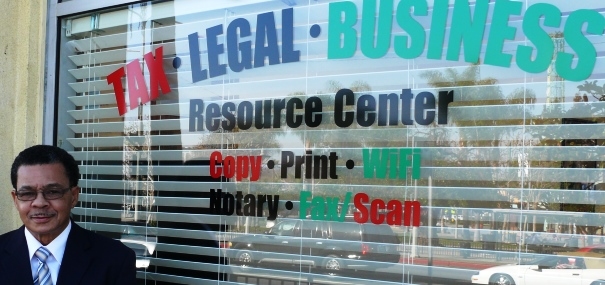 TAX · LEGAL · BUSINESS
Resource Center
Copy · Print · WiFi
Notary · Fax/Scan